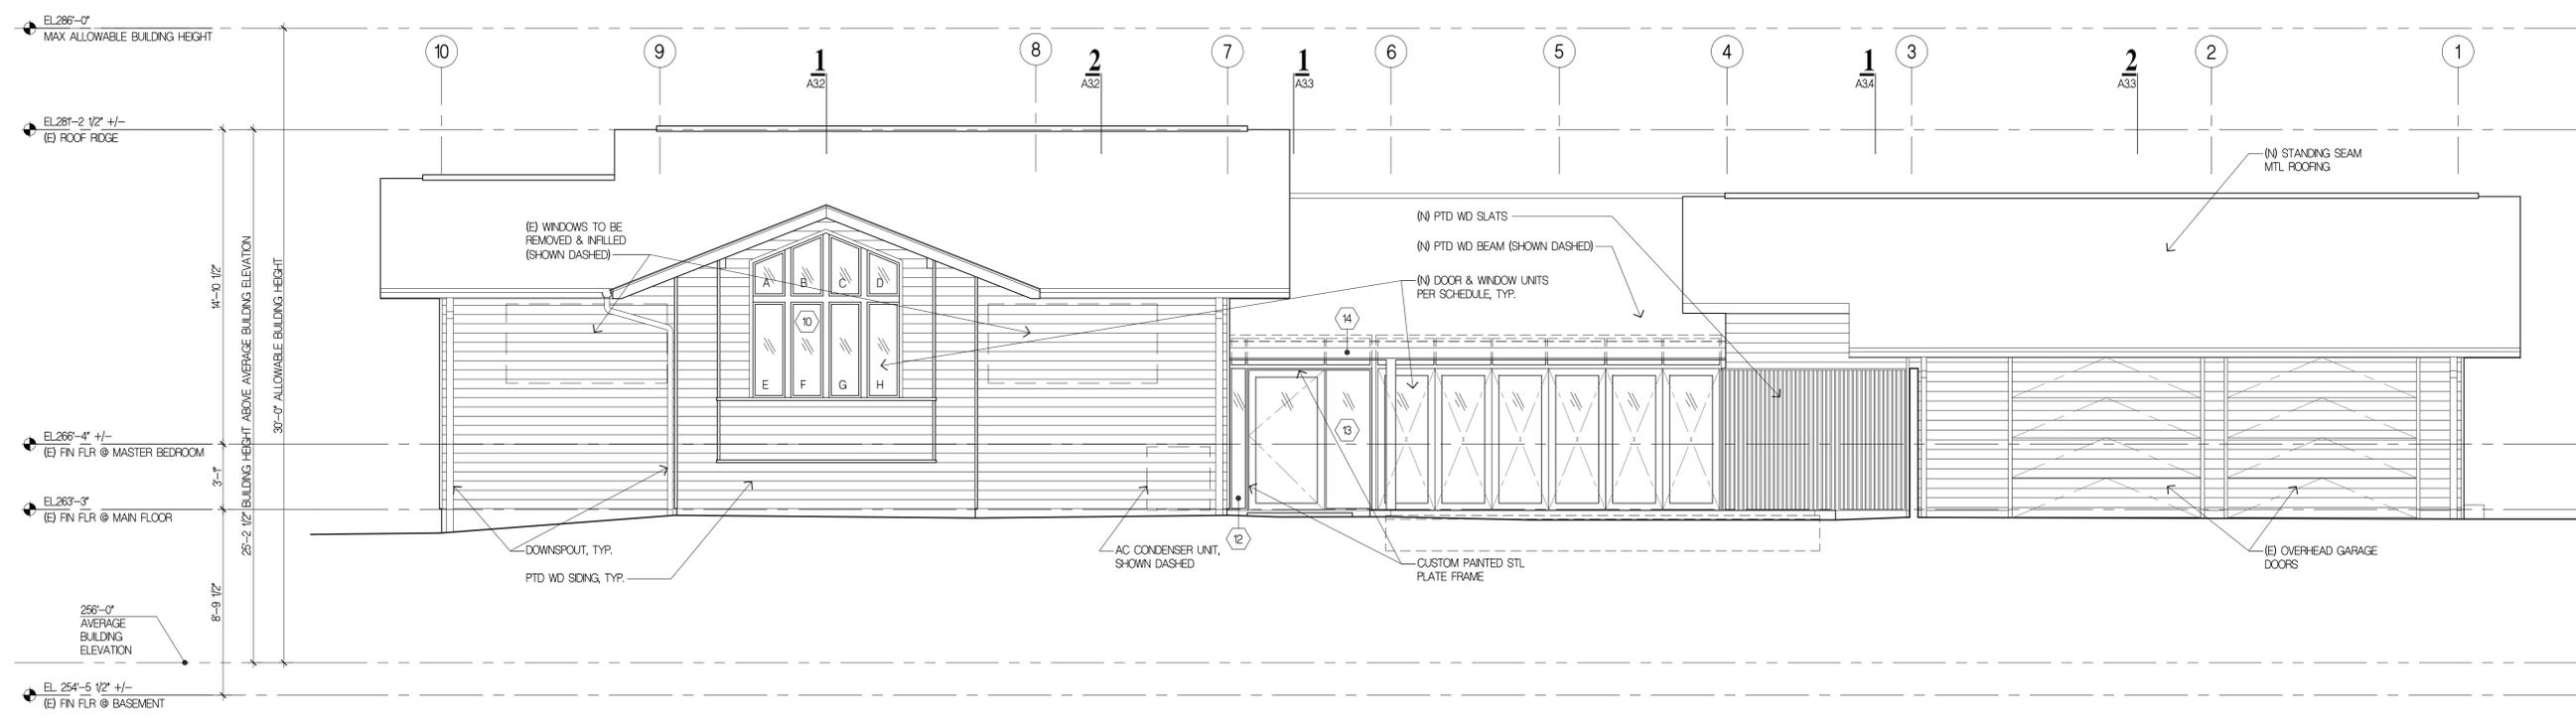 EL286'-0"
MAX ALLOWABLE BUILDING HEIGHT
10
9
8
7
6
5
4
3
2
1
1
A3.2
2
A3.2
1
A3.3
1
A3.4
2
A3.3
EL281'-2 1/2" +/-
(E) ROOF RIDGE
(N) STANDING SEAM
MTL ROOFING
(E) WINDOWS TO BE
REMOVED & INFILLED
(SHOWN DASHED)
(N) PTD WD SLATS
(N) PTD WD BEAM (SHOWN DASHED)
(N) DOOR & WINDOW UNITS
PER SCHEDULE, TYP.
14'-10 1/2"
25'-2 1/2" BUILDING HEIGHT ABOVE AVERAGE BUILDING ELEVATION
30'-0" ALLOWABLE BUILDING HEIGHT
A
B
C
D
10
E
F
G
H
14
13
12
EL266'-4" +/-
(E) FIN FLR @ MASTER BEDROOM
3'-1"
EL263'-3"
(E) FIN FLR @ MAIN FLOOR
DOWNSPOUT, TYP.
PTD WD SIDING, TYP.
AC CONDENSER UNIT,
SHOWN DASHED
CUSTOM PAINTED STL
PLATE FRAME
(E) OVERHEAD GARAGE
DOORS
8'-9 1/2"
256'-0"
AVERAGE
BUILDING
ELEVATION
EL 254'-5 1/2" +/-
(E) FIN FLR @ BASEMENT